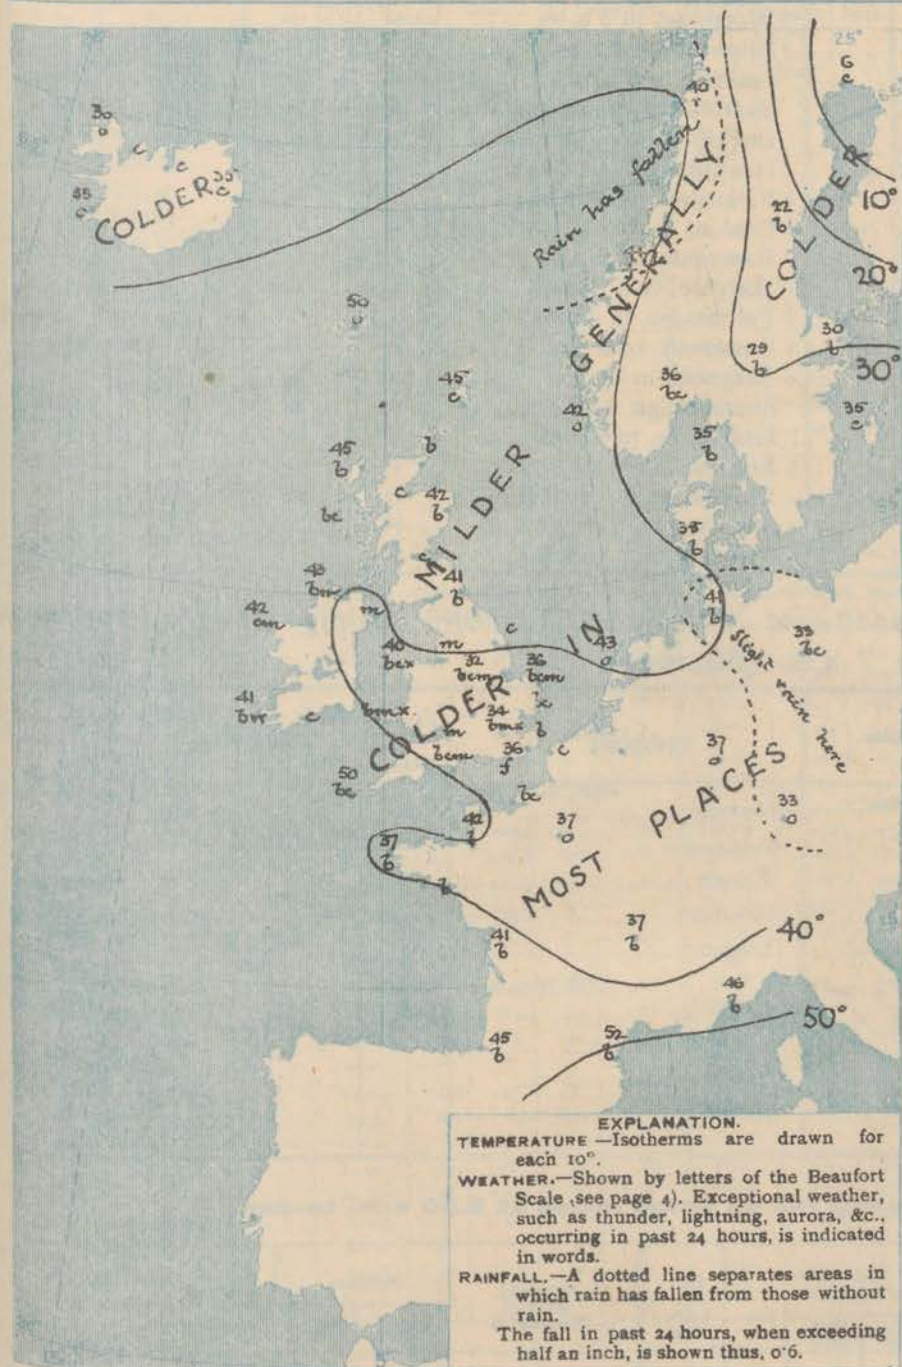 25°
6
c
40
30
o
c
c
35
c
45
c
COLDER
Rain has fallen
GENERALLY
COLDER
10°
22
b
20°
50
c
30
b
29
b
30°
45
c
36
bc
42
o
35
c
35
b
45
b
b
c
42
b
bc
MILDER
38
b
43
bm
m
41
b
41
b
42
om
c
IN
43
o
33
bc
slight rain here
40
bcx
m
32
bcm
36
bcm
x
41
bm
c
bmx
34
bmx
b
m
COLDER
bcm
36
f
c
37
o
50
bc
bc
33
o
42
b
37
o
MOST PLACES
37
b
b
41
b
37
b
40°
46
b
50°
45
b
52
b
EXPLANATION.
TEMPERATURE —Isotherms are drawn for
each 10°.
WEATHER.—Shown by letters of the Beaufort
Scale (see page 4). Exceptional weather,
such as thunder, lightning, aurora, &c.,
occurring in past 24 hours, is indicated
in words.
RAINFALL.—A dotted line separates areas in
which rain has fallen from those without
rain.
The fall in past 24 hours, when exceeding
half an inch, is shown thus, 0·6.